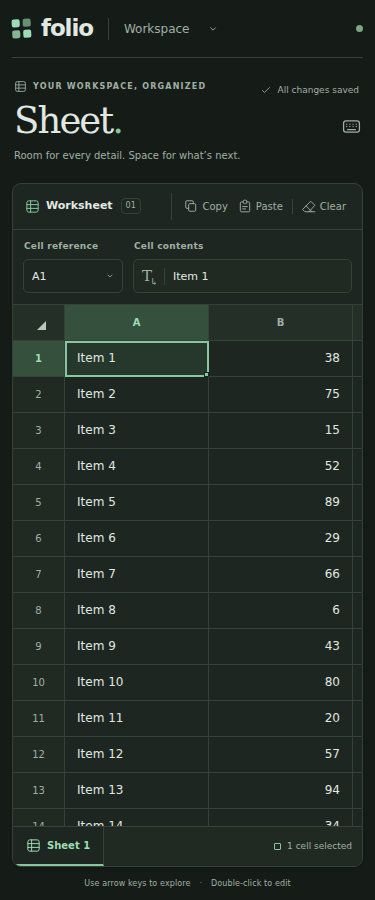 folio Workspace
YOUR WORKSPACE, ORGANIZED
All changes saved
Sheet.
Room for every detail. Space for what's next.
Worksheet 01 Copy Paste Clear
Cell reference Cell contents
A1 Item 1
A B
1 Item 1 38
2 Item 2 75
3 Item 3 15
4 Item 4 52
5 Item 5 89
6 Item 6 29
7 Item 7 66
8 Item 8 6
9 Item 9 43
10 Item 10 80
11 Item 11 20
12 Item 12 57
13 Item 13 94
14 Item 14 34
Sheet 1 1 cell selected
Use arrow keys to explore · Double-click to edit